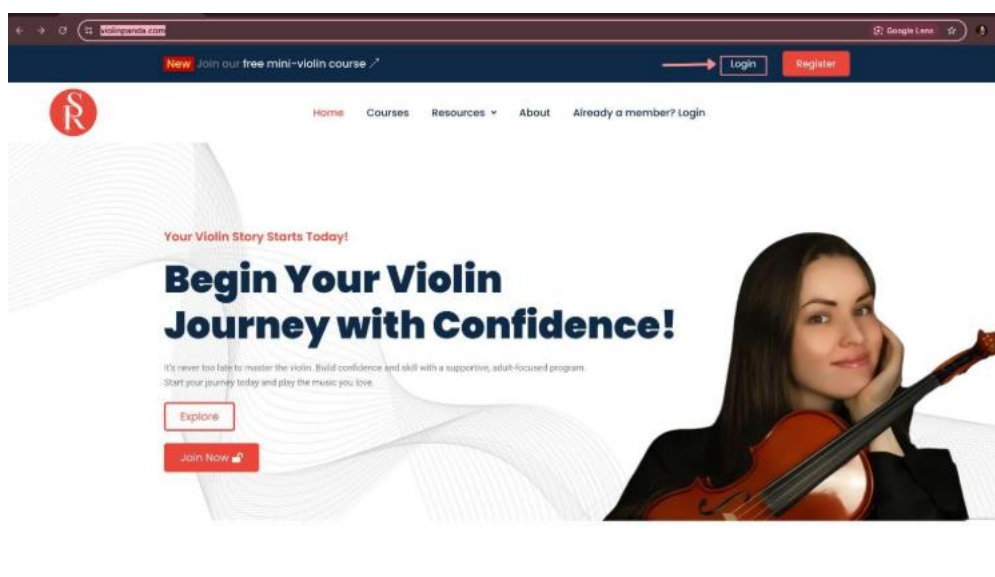 violinpanda.com
Google Lens
New Join our free mini-violin course
Login
Register
SR
Home Courses Resources About Already a member? Login
Your Violin Story Starts Today!
Begin Your Violin
Journey with Confidence!
It's never too late to master the violin. Build confidence and skill with a supportive, adult-focused program.
Start your journey today and play the music you love.
Explore
Join Now